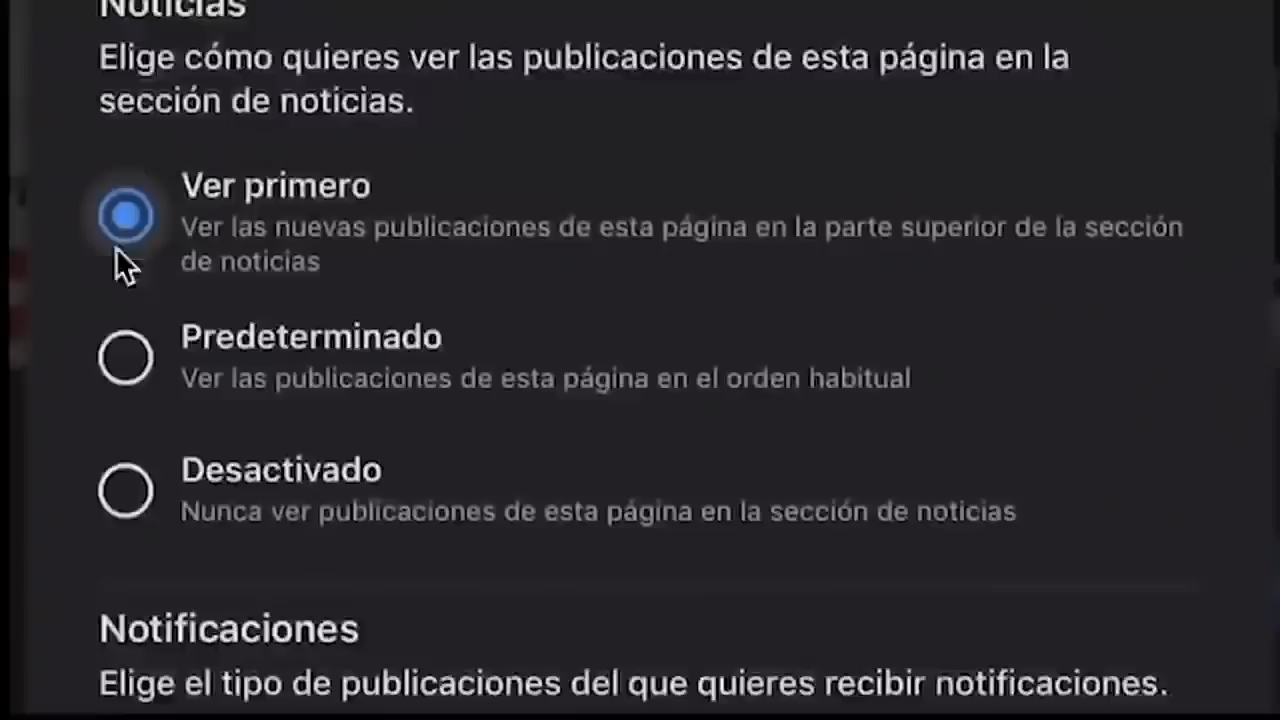 Noticias
Elige cómo quieres ver las publicaciones de esta página en la
sección de noticias.
Ver primero
Ver las nuevas publicaciones de esta página en la parte superior de la sección
de noticias
Predeterminado
Ver las publicaciones de esta página en el orden habitual
Desactivado
Nunca ver publicaciones de esta página en la sección de noticias
Notificaciones
Elige el tipo de publicaciones del que quieres recibir notificaciones.